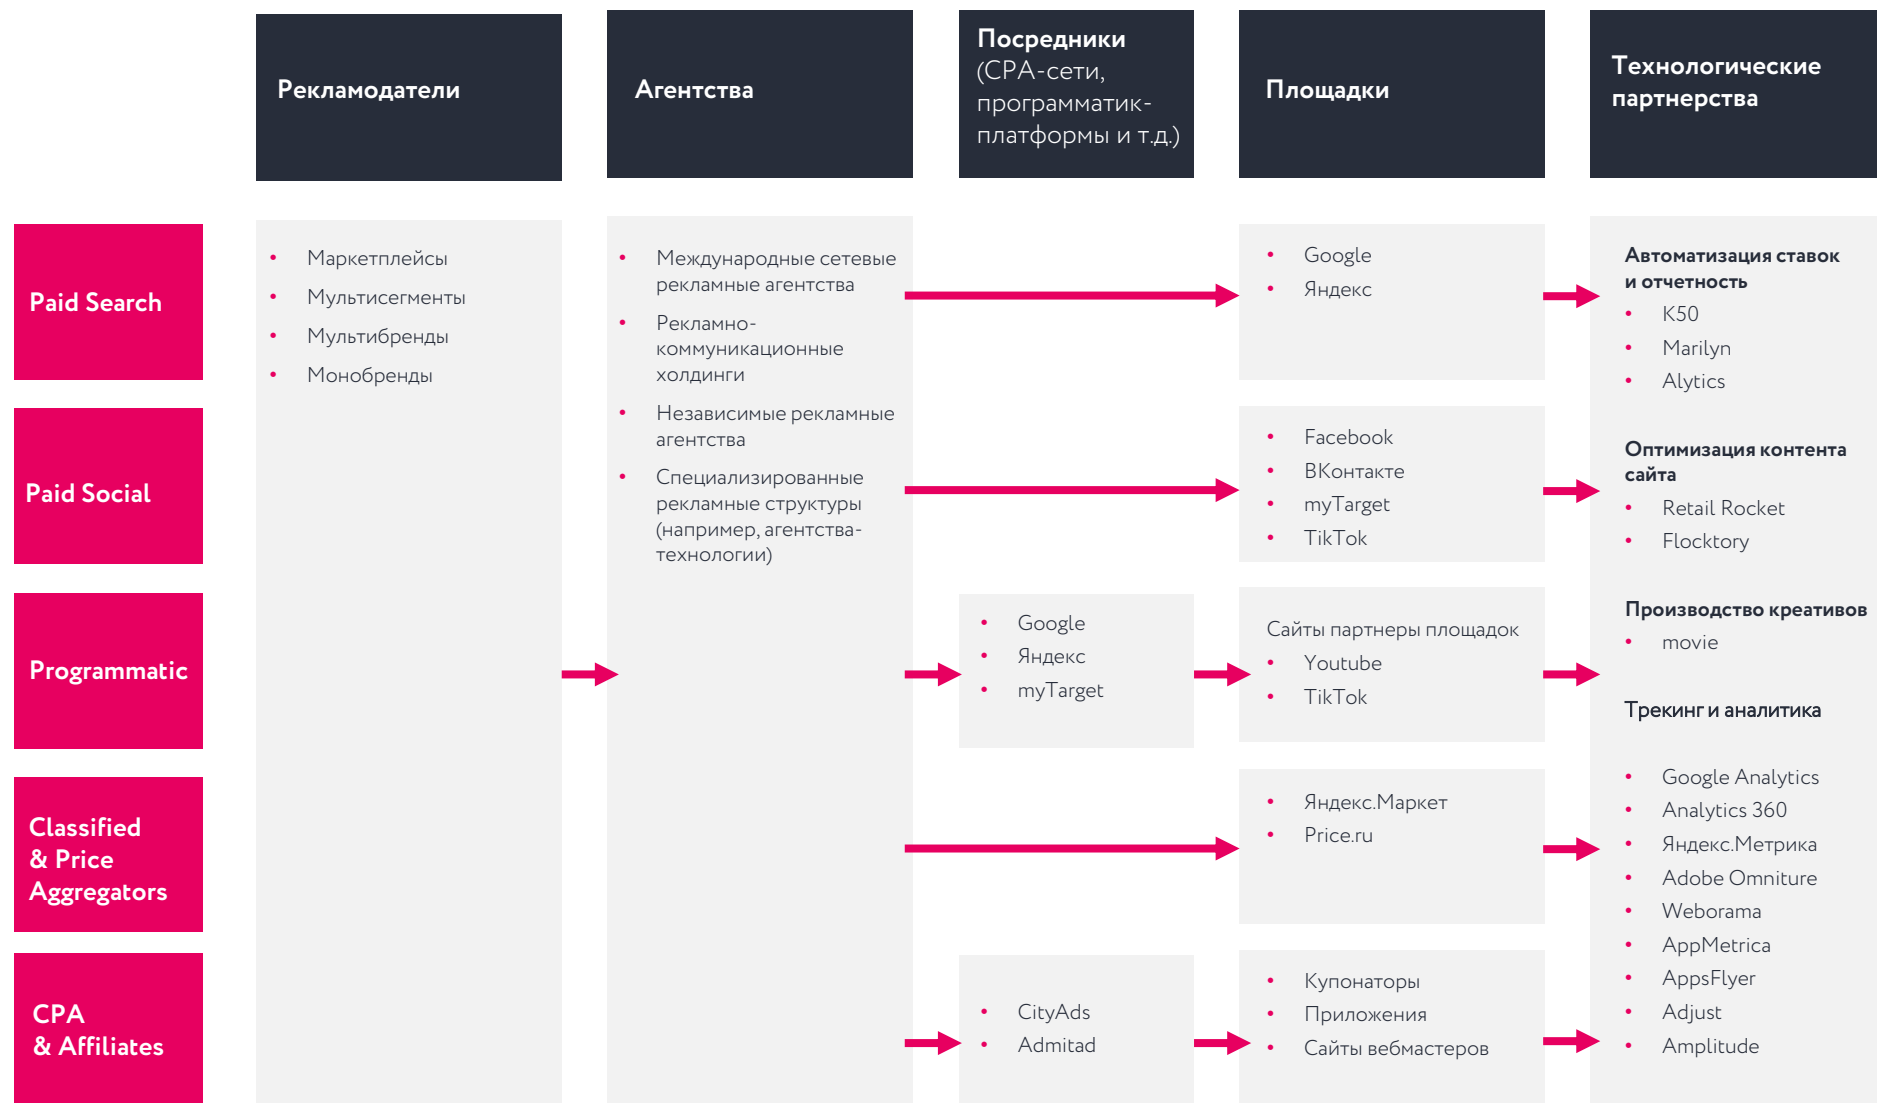 Рекламодатели
Агентства
Посредники
(CPA-сети,
программатик-
платформы и т.д.)
Площадки
Технологические
партнерства
Paid Search
• Маркетплейсы
• Мультисегменты
• Мультибренды
• Монобренды
• Международные сетевые
рекламные агентства
• Рекламно-
коммуникационные
холдинги
• Независимые рекламные
агентства
• Специализированные
рекламные структуры
(например, агентства-
технологии)
• Google
• Яндекс
Автоматизация ставок
и отчетность
• K50
• Marilyn
• Alytics
Paid Social
• Facebook
• ВКонтакте
• myTarget
• TikTok
Оптимизация контента
сайта
• Retail Rocket
• Flocktory
Programmatic
• Google
• Яндекс
• myTarget
Сайты партнеры площадок
• Youtube
• TikTok
Производство креативов
• movie
Трекинг и аналитика
Classified
& Price
Aggregators
• Яндекс.Маркет
• Price.ru
• Google Analytics
• Analytics 360
• Яндекс.Метрика
• Adobe Omniture
• Weborama
• AppMetrica
• AppsFlyer
• Adjust
• Amplitude
CPA
& Affiliates
• CityAds
• Admitad
• Купонаторы
• Приложения
• Сайты вебмастеров